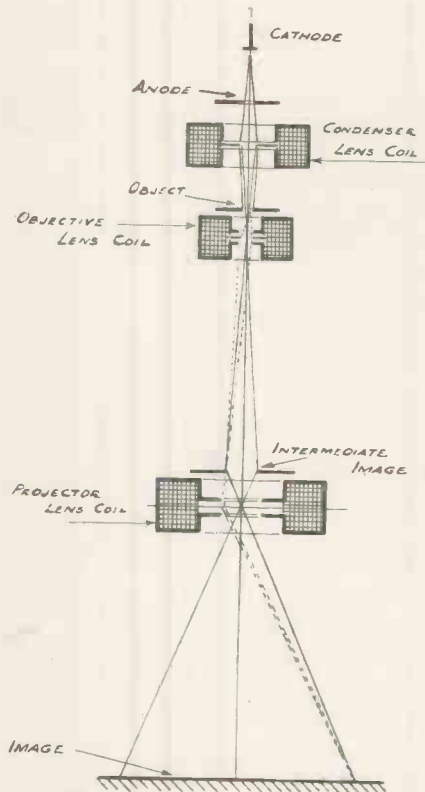 CATHODE
ANODE
CONDENSER
LENS COIL
OBJECT
OBJECTIVE
LENS COIL
INTERMEDIATE
IMAGE
PROJECTOR
LENS COIL
IMAGE